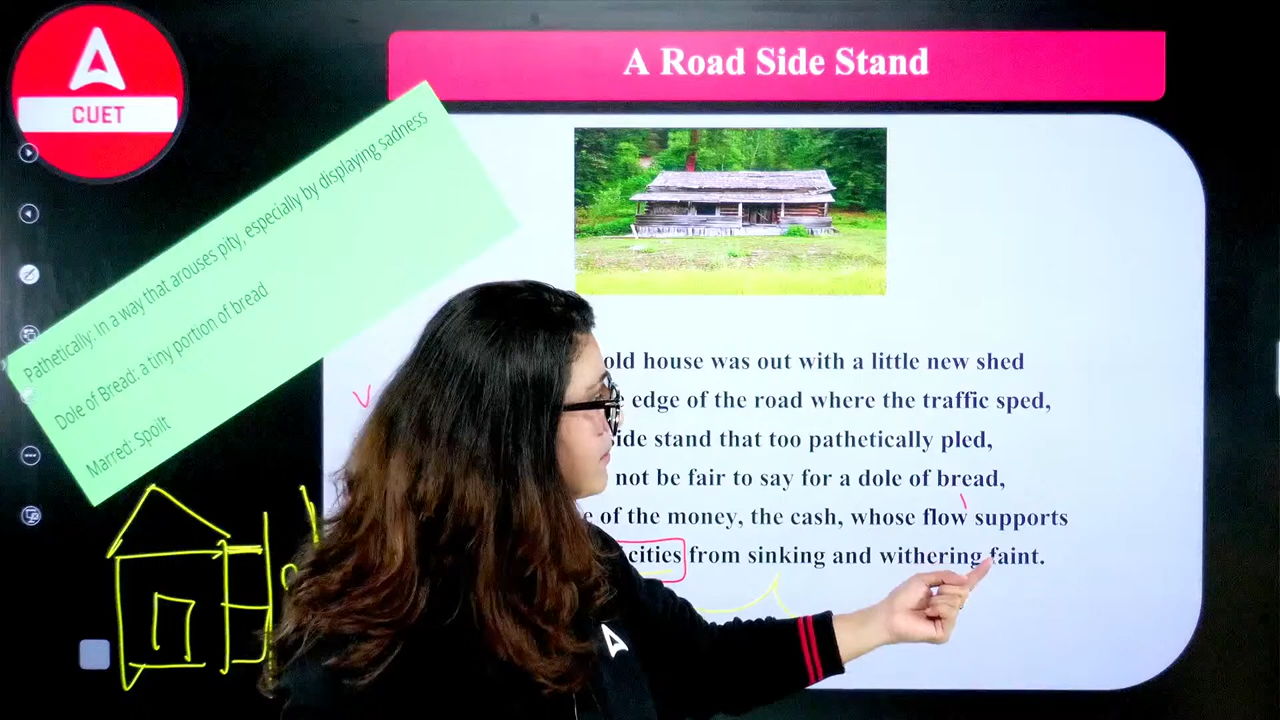 CUET
A Road Side Stand
Pathetically: In a way that arouses pity, especially by displaying sadness
Dole of Bread: a tiny portion of bread
Marred: Spoilt
old house was out with a little new shed
edge of the road where the traffic sped,
stand that too pathetically pled,
not be fair to say for a dole of bread,
of the money, the cash, whose flow supports
cities from sinking and withering faint.